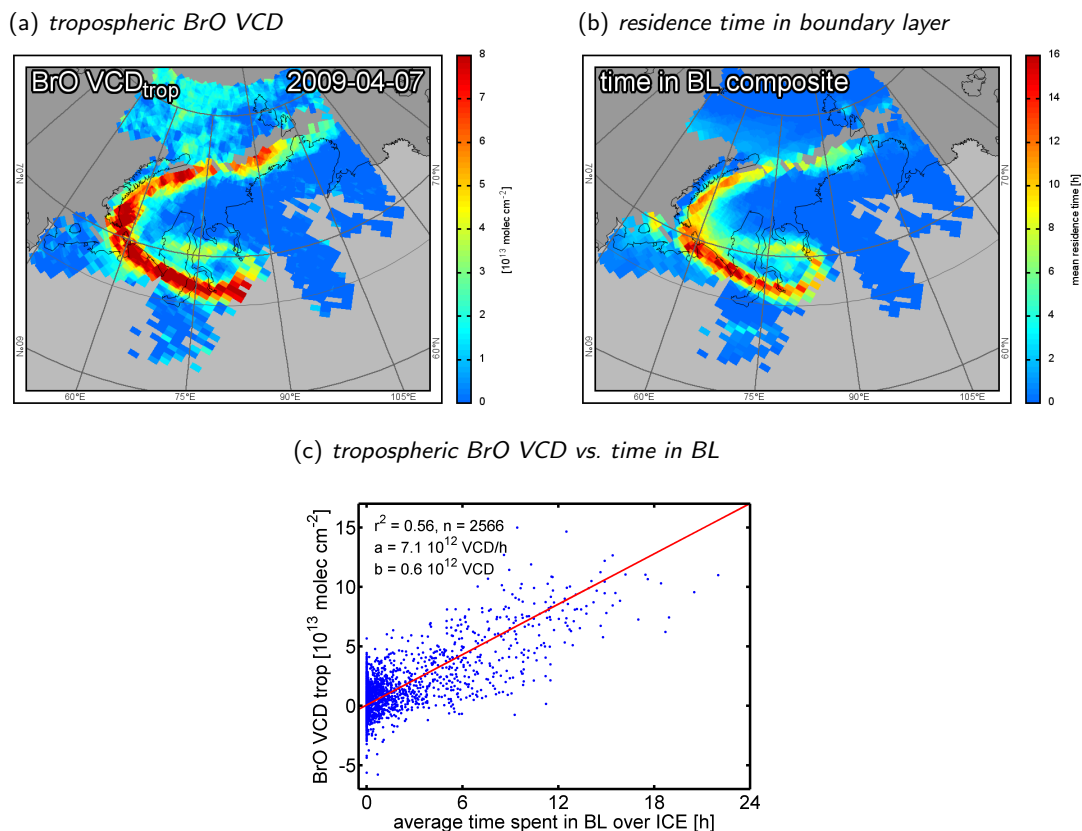 (a) tropospheric BrO VCD
(b) residence time in boundary layer
BrO VCDtrop 2009-04-07
8
7
6
5
4
3
2
1
0
[10^13 molec cm^-2]
70°N
70°N
60°N
60°N
60°E
75°E
90°E
105°E
time in BL composite
16
14
12
10
8
6
4
2
0
mean residence time [h]
70°N
70°N
60°N
60°N
60°E
75°E
90°E
105°E
(c) tropospheric BrO VCD vs. time in BL
r^2 = 0.56, n = 2566
a = 7.1 10^12 VCD/h
b = 0.6 10^12 VCD
15
10
5
0
-5
BrO VCD trop [10^13 molec cm^-2]
0 6 12 18 24
average time spent in BL over ICE [h]